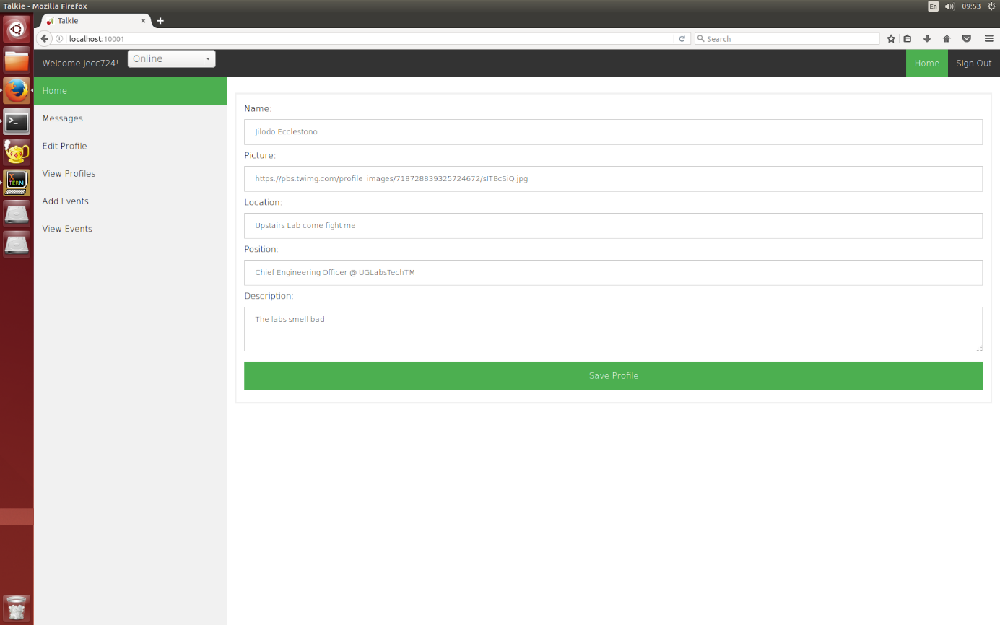 Talkie - Mozilla Firefox
En
09:53
Talkie
localhost:10001
Search
Welcome jecc724!
Online
Home
Sign Out
Home
Messages
Edit Profile
View Profiles
Add Events
View Events
Name:
Jilodo Ecclestono
Picture:
https://pbs.twimg.com/profile_images/718728839325724672/sITBcSiQ.jpg
Location:
Upstairs Lab come fight me
Position:
Chief Engineering Officer @ UGLabsTechTM
Description:
The labs smell bad
Save Profile
>_
X
TERM